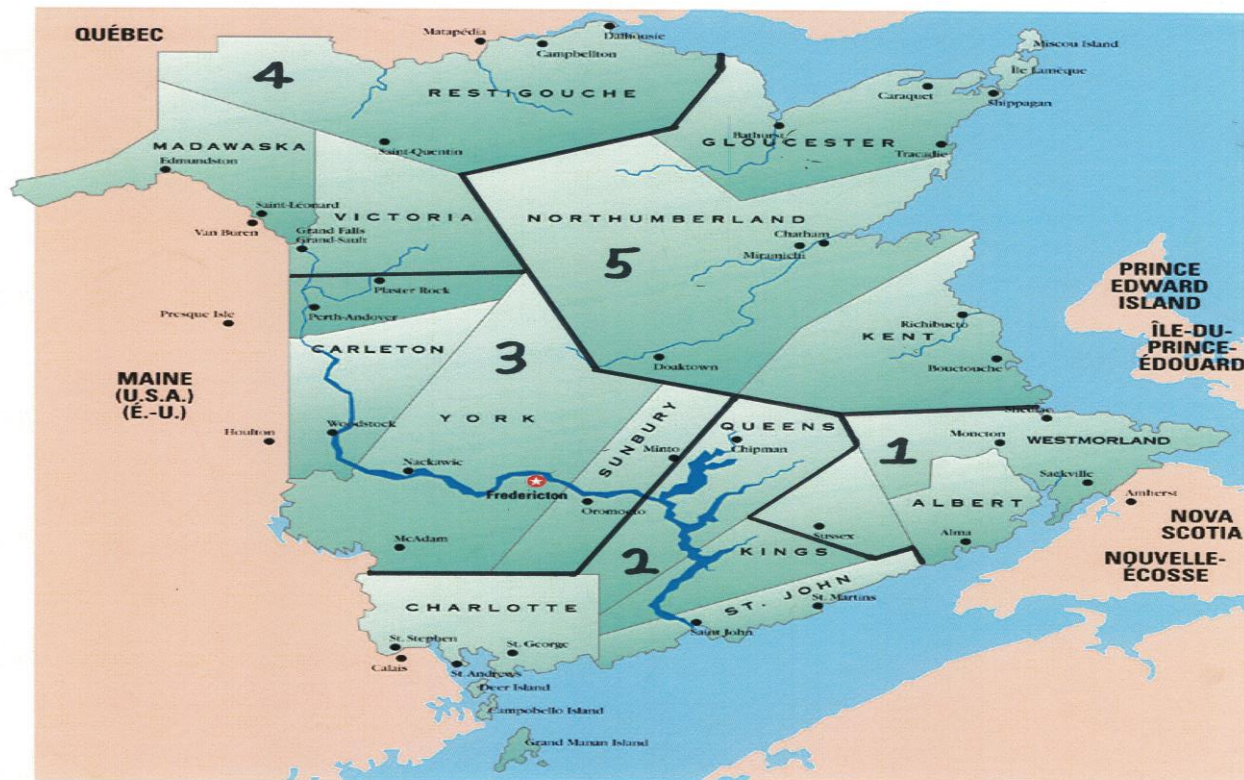 QUÉBEC
Matapédia
Dalhousie
Campbellton
Miscou Island
4
RESTIGOUCHE
Île Lamèque
Caraquet
Shippagan
Bathurst
GLOUCESTER
MADAWASKA
Saint-Quentin
Tracadie
Edmundston
Saint-Léonard
Van Buren
VICTORIA
NORTHUMBERLAND
Grand Falls
Grand-Sault
Chatham
Miramichi
5
Plaster Rock
PRINCE
EDWARD
ISLAND
Perth-Andover
Presque Isle
Richibucto
ÎLE-DU-
PRINCE-
ÉDOUARD
KENT
CARLETON
3
Doaktown
Bouctouche
MAINE
(U.S.A.)
(É.-U.)
YORK
SUNBURY
QUEENS
Woodstock
Houlton
Minto
Chipman
1
Moncton
WESTMORLAND
Nackawic
Fredericton
Oromocto
Sackville
ALBERT
Amherst
NOVA
SCOTIA
NOUVELLE-
ÉCOSSE
McAdam
Sussex
Alma
2
KINGS
CHARLOTTE
ST. JOHN
St. Martins
Saint John
St. Stephen
St. George
Calais
St. Andrews
Deer Island
Campobello Island
Grand Manan Island